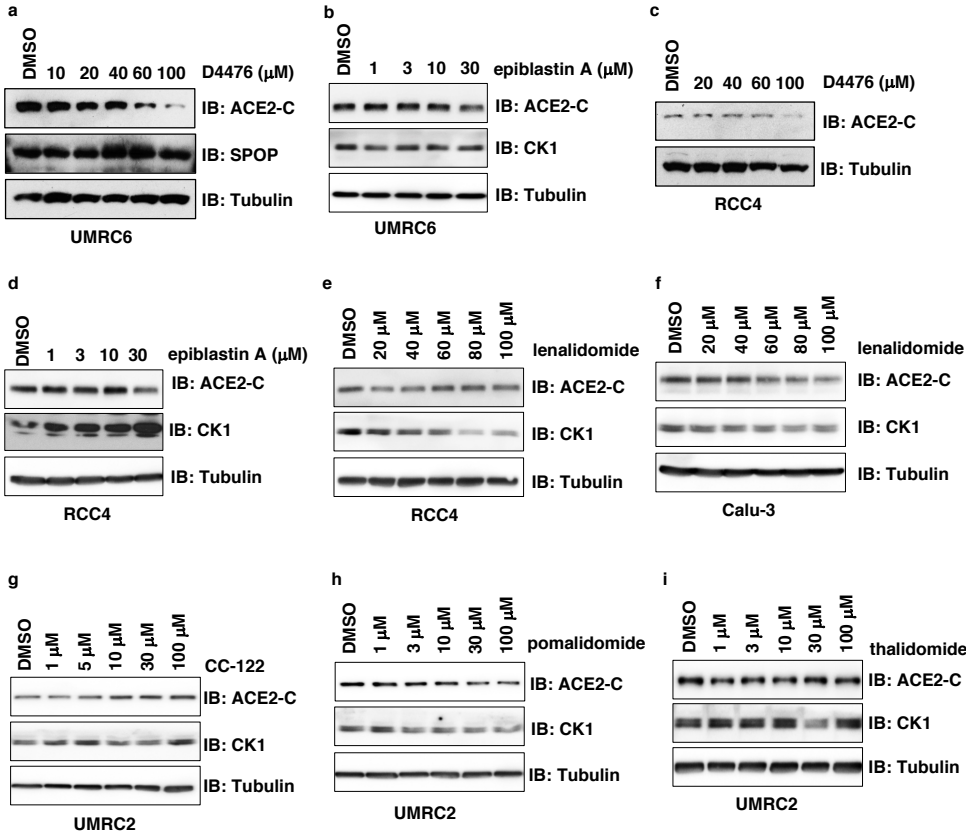 a
DMSO 10 20 40 60 100 D4476 (μM)
IB: ACE2-C
IB: SPOP
IB: Tubulin
UMRC6
b
DMSO 1 3 10 30 epiblastin A (μM)
IB: ACE2-C
IB: CK1
IB: Tubulin
UMRC6
c
DMSO 20 40 60 100 D4476 (μM)
IB: ACE2-C
IB: Tubulin
RCC4
d
DMSO 1 3 10 30 epiblastin A (μM)
IB: ACE2-C
IB: CK1
IB: Tubulin
RCC4
e
DMSO 20 μM 40 μM 60 μM 80 μM 100 μM lenalidomide
IB: ACE2-C
IB: CK1
IB: Tubulin
RCC4
f
DMSO 20 μM 40 μM 60 μM 80 μM 100 μM lenalidomide
IB: ACE2-C
IB: CK1
IB: Tubulin
Calu-3
g
DMSO 1 μM 5 μM 10 μM 30 μM 100 μM CC-122
IB: ACE2-C
IB: CK1
IB: Tubulin
UMRC2
h
DMSO 1 μM 3 μM 10 μM 30 μM 100 μM pomalidomide
IB: ACE2-C
IB: CK1
IB: Tubulin
UMRC2
i
DMSO 1 μM 3 μM 10 μM 30 μM 100 μM thalidomide
IB: ACE2-C
IB: CK1
IB: Tubulin
UMRC2